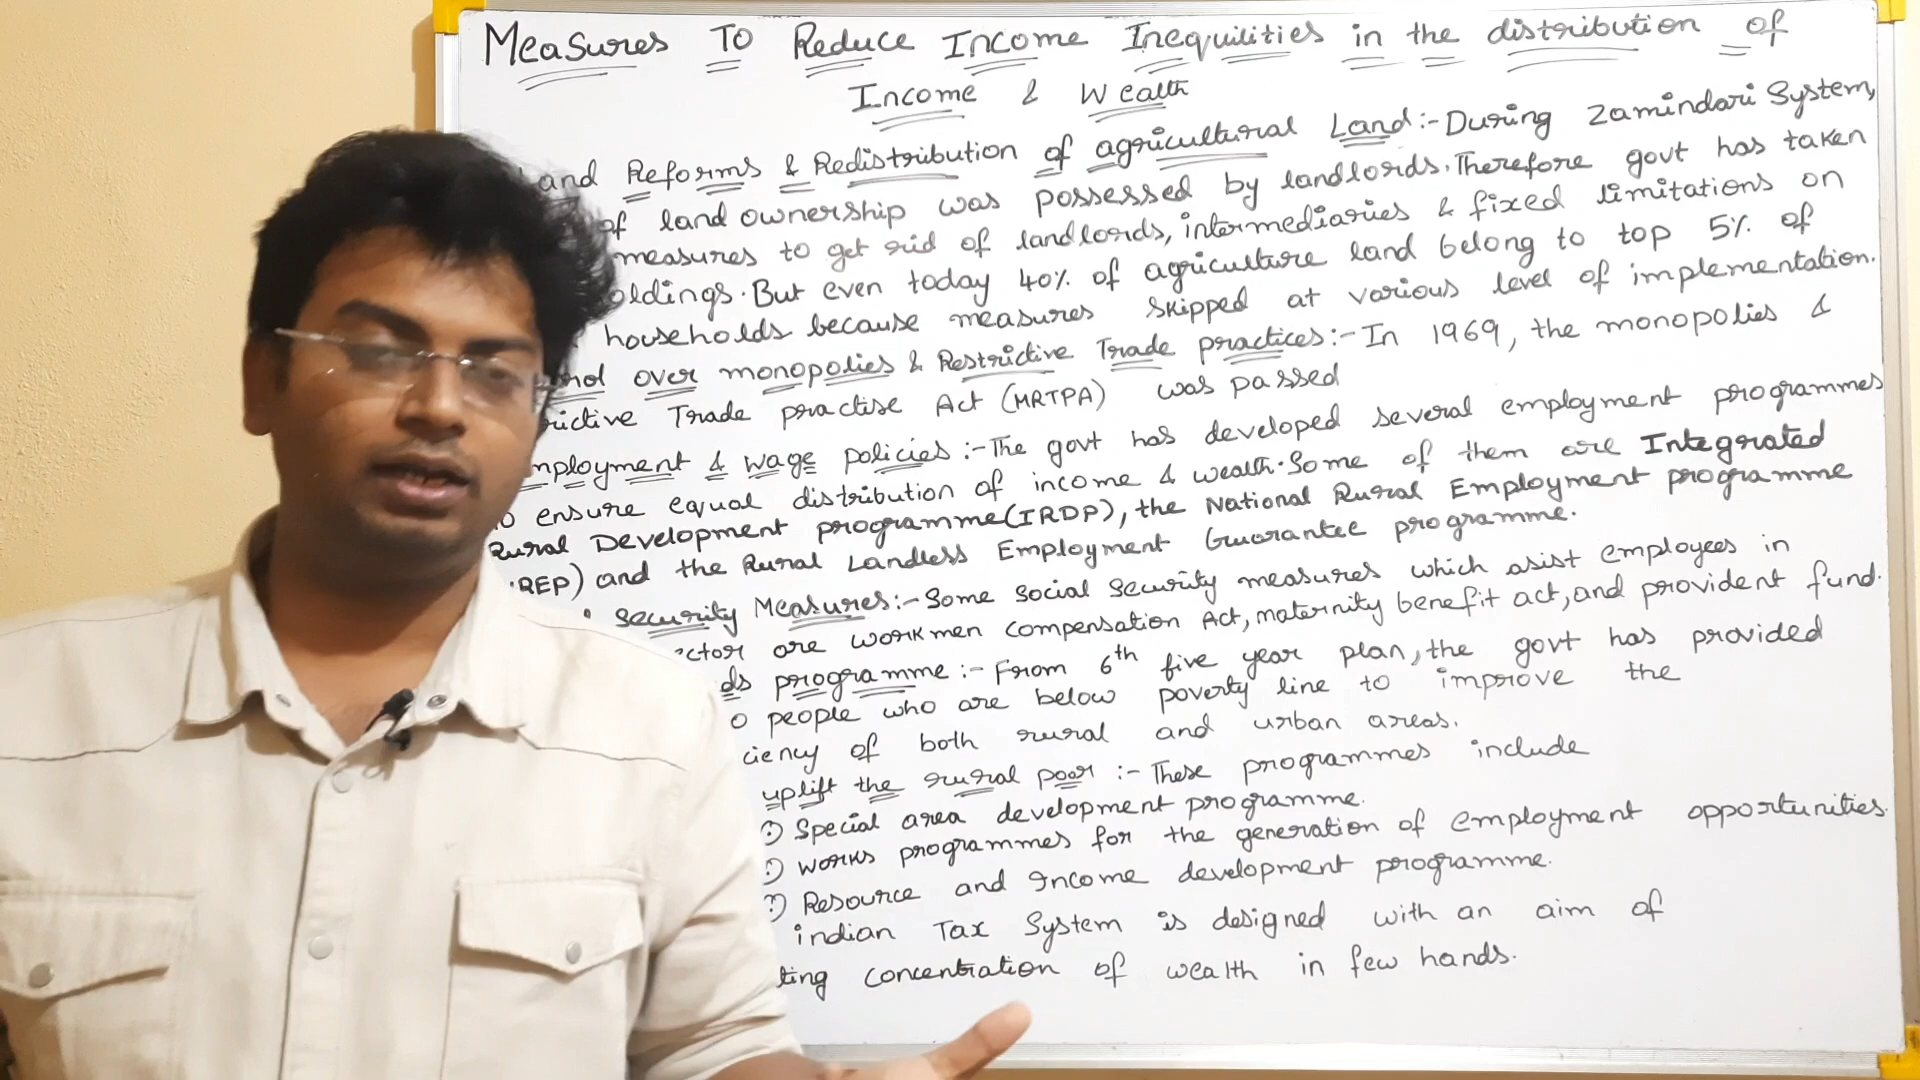 Measures To Reduce Income Inequilities in the distribution of
Income & Wealth
and Reforms & Redistribution of agricultural Land:- During Zamindari System,
of land ownership was possessed by landlords. Therefore govt has taken
measures to get rid of landlords, intermediaries & fixed limitations on
oldings. But even today 40% of agriculture land belong to top 5% of
households because measures skipped at various level of implementation.
rol over monopolies & Restrictive Trade practices:- In 1969, the monopolies &
rictive Trade practise Act (MRTPA) was passed
mployment & wage policies:- The govt has developed several employment programmes
o ensure equal distribution of income & wealth. Some of them are Integrated
Rural Development programme (IRDP), the National Rural Employment programme
REP) and the Rural Landless Employment Guarantee programme.
Security Measures:- Some social security measures which asist employees in
ector are workmen compensation Act, maternity benefit act, and provident fund.
ds programme:- From 6th five year plan, the govt has provided
o people who are below poverty line to improve the
ciency of both rural and urban areas.
uplift the rural poor:- These programmes include
Special area development programme.
works programmes for the generation of employment opportunities.
Resource and Income development programme.
indian Tax System is designed with an aim of
ting concentration of wealth in few hands.